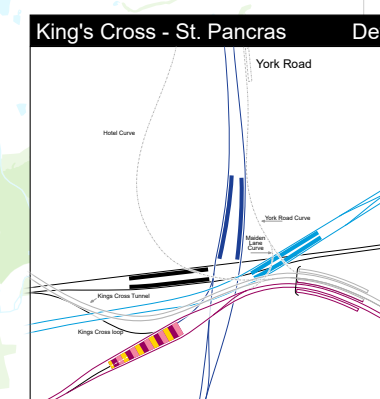 King's Cross - St. Pancras
De
York Road
Hotel Curve
York Road Curve
Maiden
Lane
Curve
Kings Cross Tunnel
Kings Cross loop